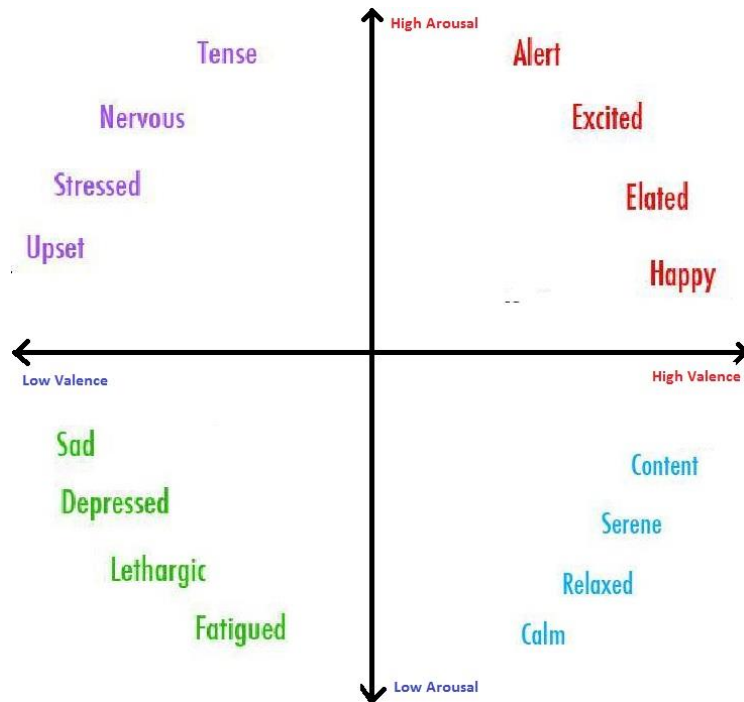 High Arousal
Tense
Alert
Nervous
Excited
Stressed
Elated
Upset
Happy
Low Valence
High Valence
Sad
Content
Depressed
Serene
Lethargic
Relaxed
Fatigued
Calm
Low Arousal